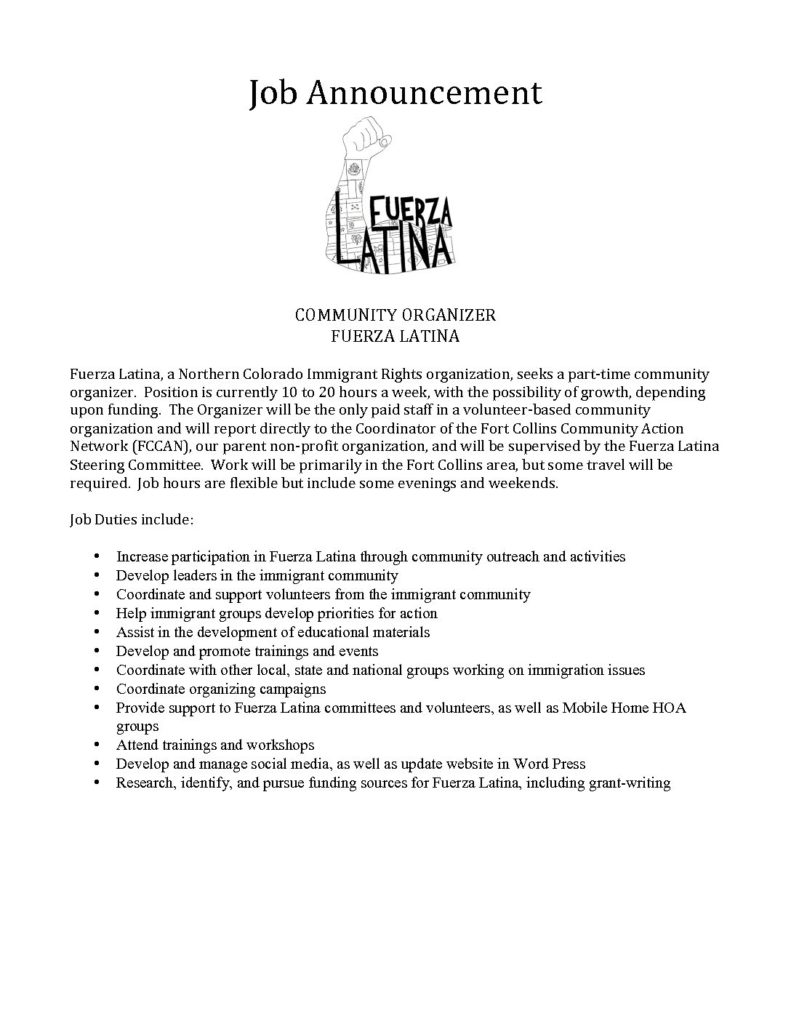 Job Announcement
FUERZA
LATINA
COMMUNITY ORGANIZER
FUERZA LATINA
Fuerza Latina, a Northern Colorado Immigrant Rights organization, seeks a part-time community
organizer.  Position is currently 10 to 20 hours a week, with the possibility of growth, depending
upon funding.  The Organizer will be the only paid staff in a volunteer-based community
organization and will report directly to the Coordinator of the Fort Collins Community Action
Network (FCCAN), our parent non-profit organization, and will be supervised by the Fuerza Latina
Steering Committee.  Work will be primarily in the Fort Collins area, but some travel will be
required.  Job hours are flexible but include some evenings and weekends.
Job Duties include:
• Increase participation in Fuerza Latina through community outreach and activities
• Develop leaders in the immigrant community
• Coordinate and support volunteers from the immigrant community
• Help immigrant groups develop priorities for action
• Assist in the development of educational materials
• Develop and promote trainings and events
• Coordinate with other local, state and national groups working on immigration issues
• Coordinate organizing campaigns
• Provide support to Fuerza Latina committees and volunteers, as well as Mobile Home HOA
groups
• Attend trainings and workshops
• Develop and manage social media, as well as update website in Word Press
• Research, identify, and pursue funding sources for Fuerza Latina, including grant-writing